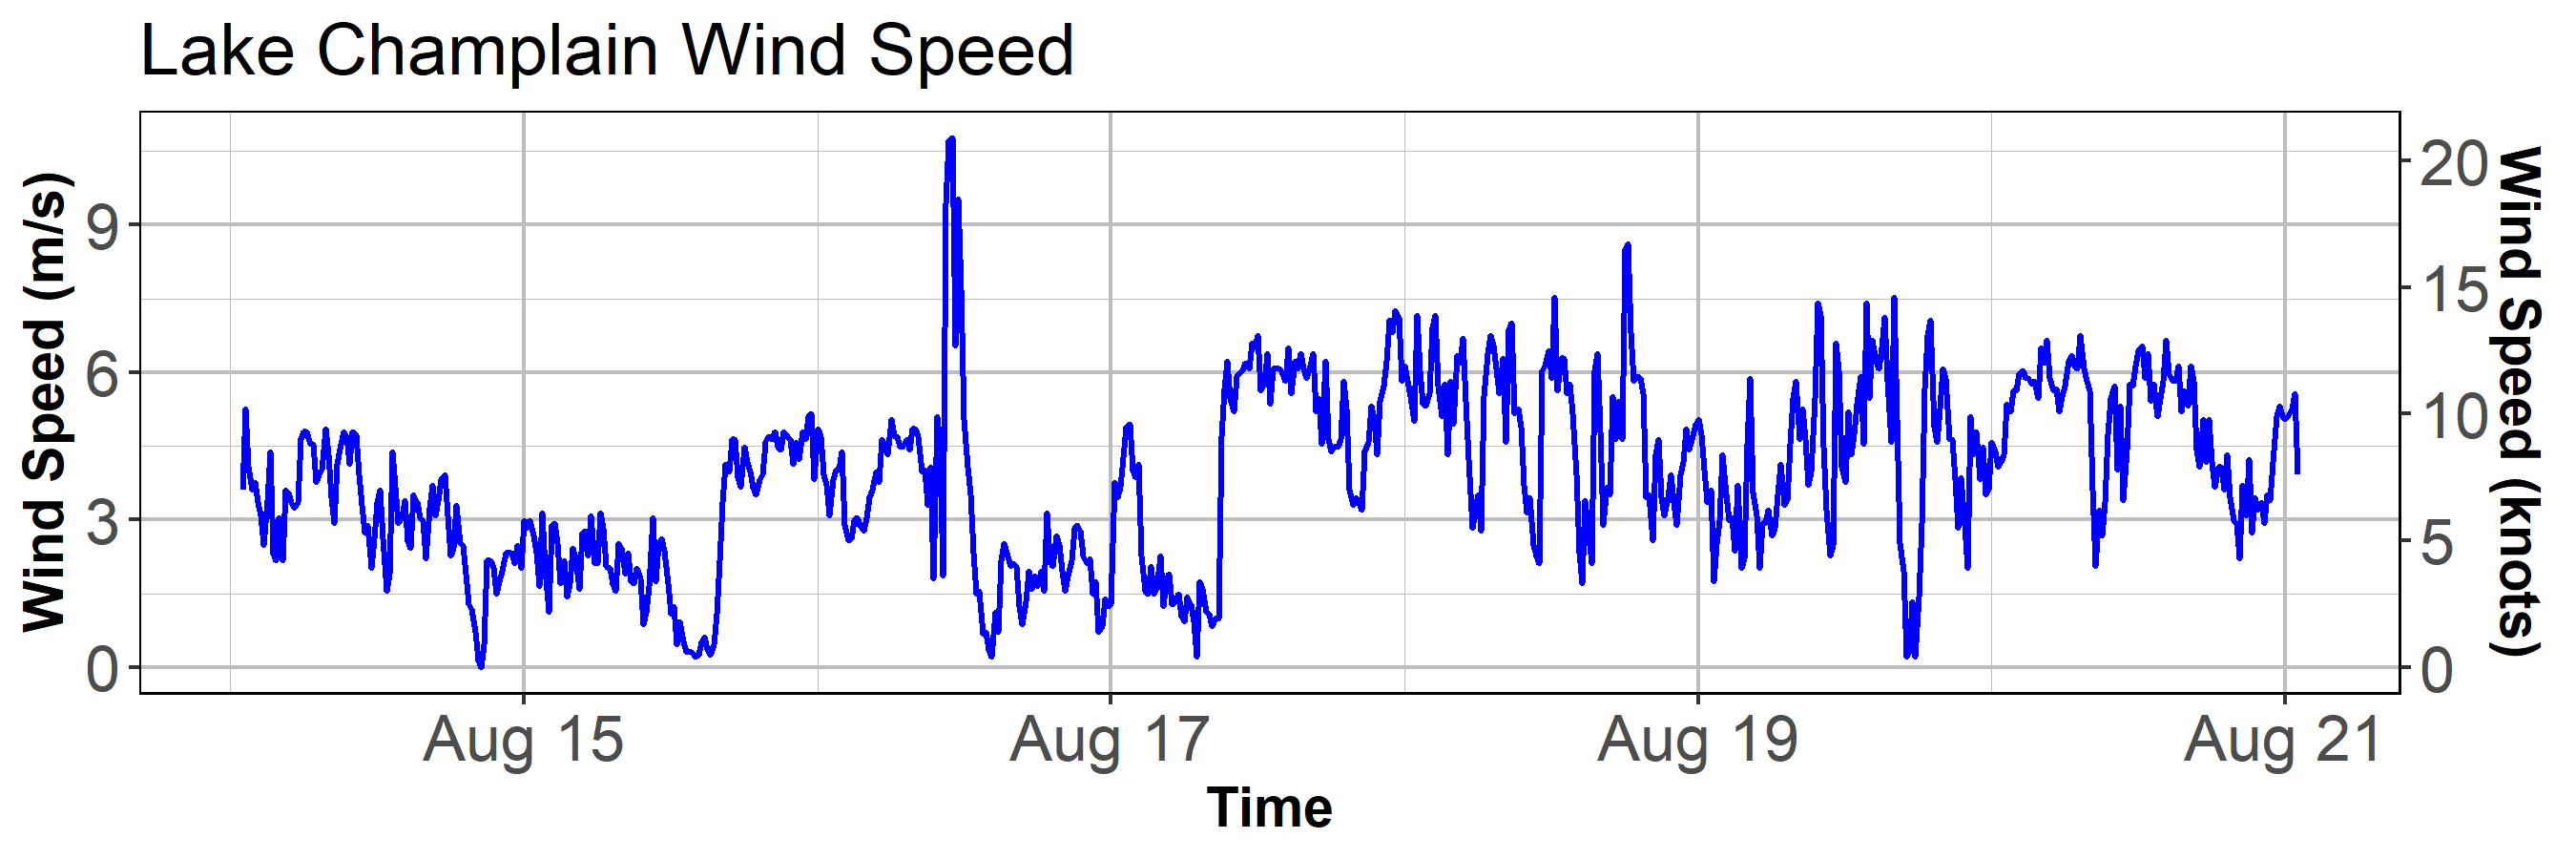 Lake Champlain Wind Speed
Wind Speed (m/s)
9
6
3
0
20
15
10
5
0
Wind Speed (knots)
Aug 15
Aug 17
Aug 19
Aug 21
Time